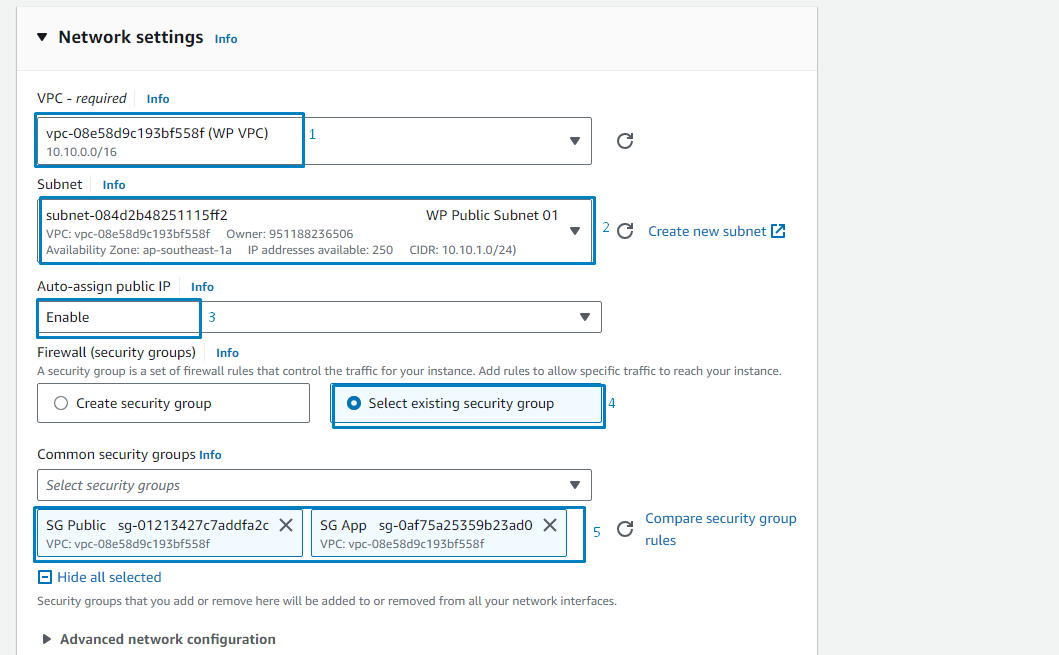 Network settings Info
VPC - required Info
vpc-08e58d9c193bf558f (WP VPC) 1
10.10.0.0/16
Subnet Info
subnet-084d2b48251115ff2 WP Public Subnet 01
VPC: vpc-08e58d9c193bf558f Owner: 951188236506
Availability Zone: ap-southeast-1a IP addresses available: 250 CIDR: 10.10.1.0/24)
2 Create new subnet
Auto-assign public IP Info
Enable 3
Firewall (security groups) Info
A security group is a set of firewall rules that control the traffic for your instance. Add rules to allow specific traffic to reach your instance.
Create security group Select existing security group 4
Common security groups Info
Select security groups
SG Public sg-01213427c7addfa2c SG App sg-0af75a25359b23ad0
VPC: vpc-08e58d9c193bf558f VPC: vpc-08e58d9c193bf558f
5 Compare security group
rules
Hide all selected
Security groups that you add or remove here will be added to or removed from all your network interfaces.
Advanced network configuration